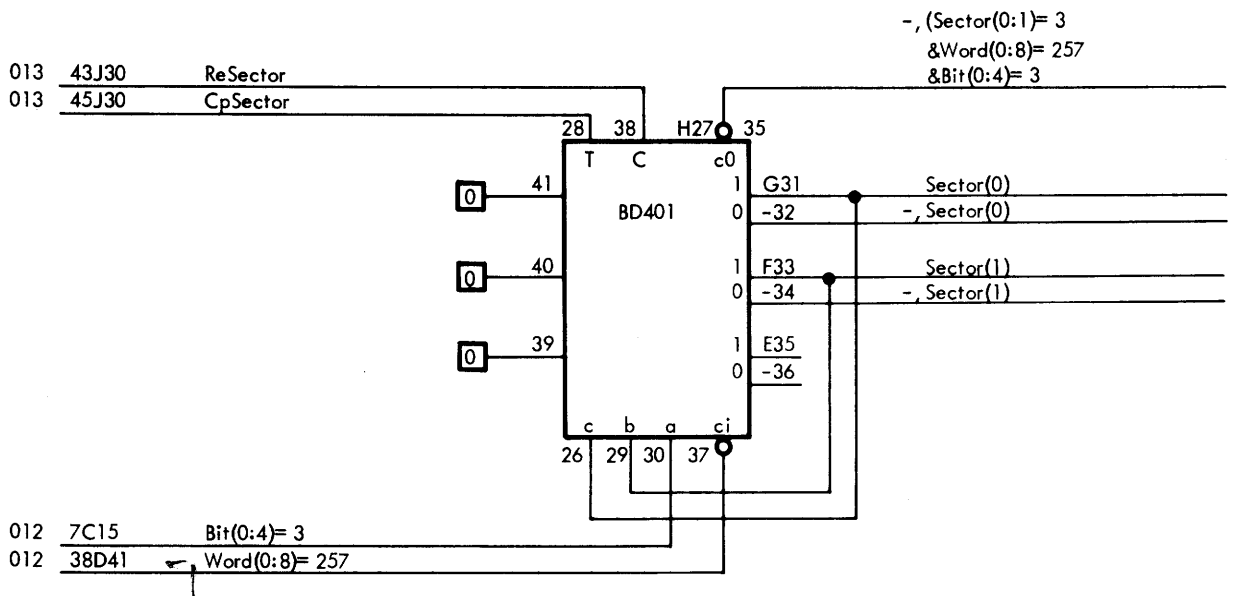 -, (Sector(0:1)= 3
&Word(0:8)= 257
&Bit(0:4)= 3
013 43J30 ReSector
013 45J30 CpSector
28 38 H27 35
T C c0
41 1 G31 Sector(0)
0 BD401 0 -32 -, Sector(0)
40 1 F33 Sector(1)
0 0 -34 -, Sector(1)
39 1 E35
0 0 -36
c b a ci
26 29 30 37
012 7C15 Bit(0:4)= 3
012 38D41 -, Word(0:8)= 257